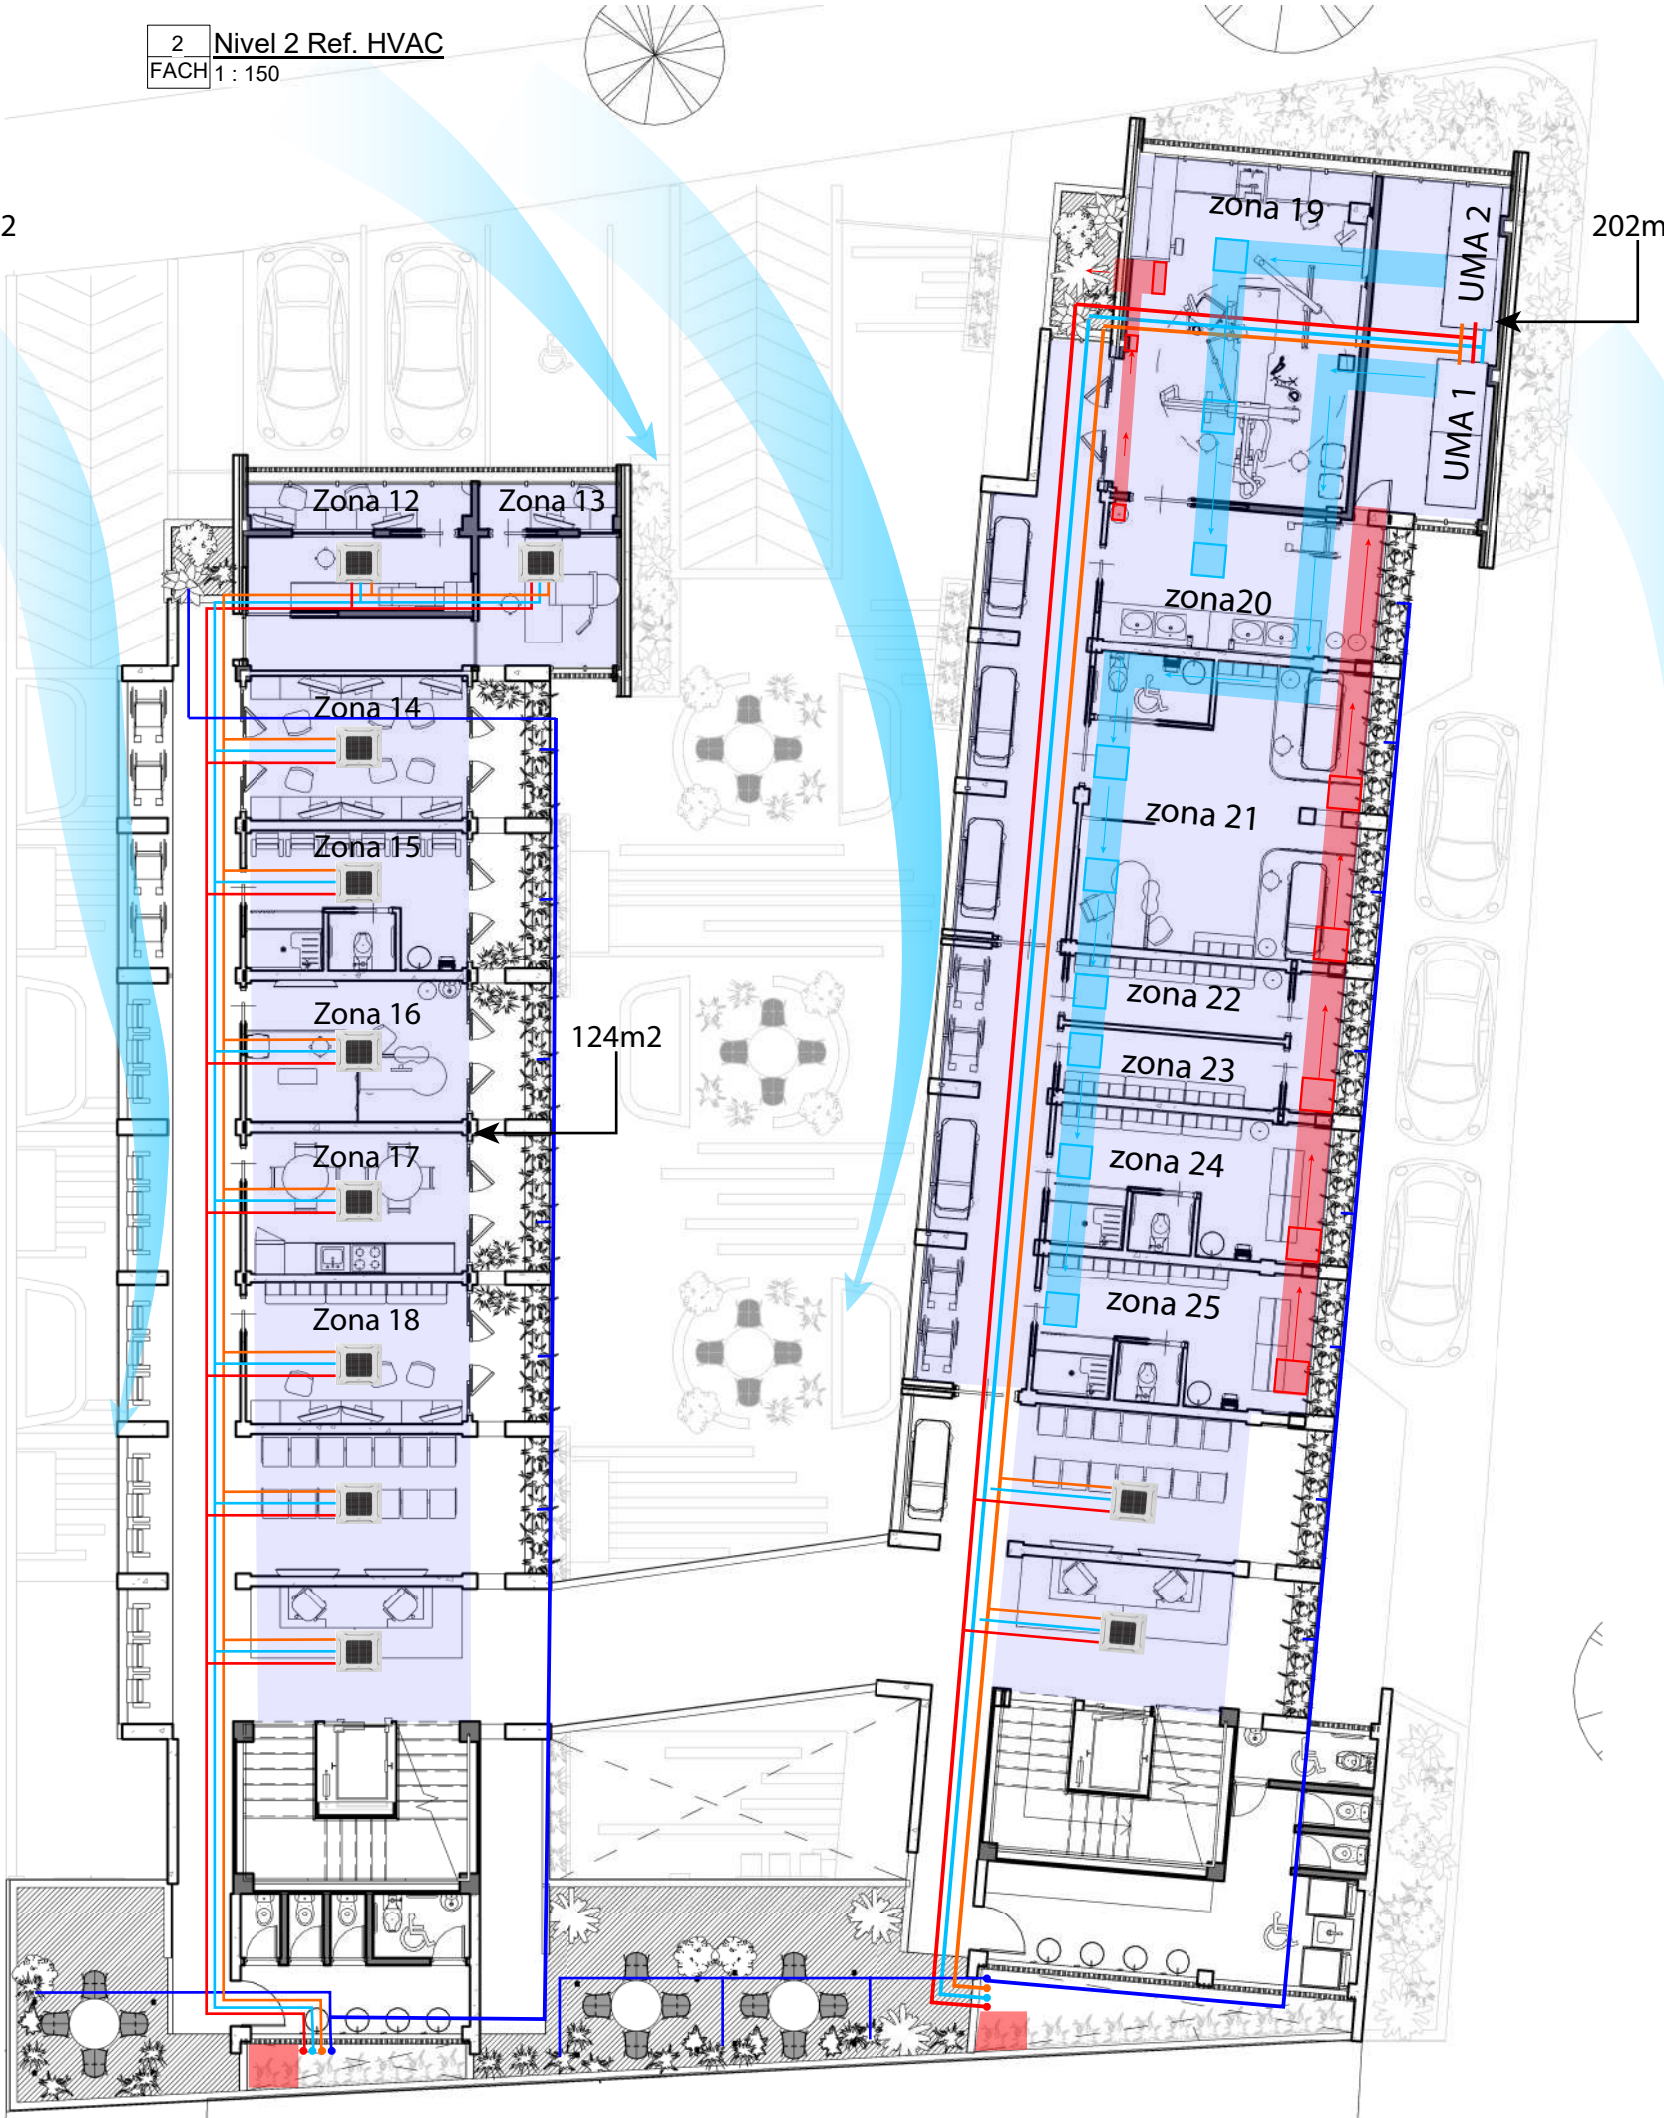 2
Nivel 2 Ref. HVAC
FACH
1 : 150
2
202m
zona 19
UMA 2
UMA 1
Zona 12
Zona 13
zona20
Zona 14
zona 21
Zona 15
zona 22
Zona 16
124m2
zona 23
Zona 17
zona 24
zona 25
Zona 18